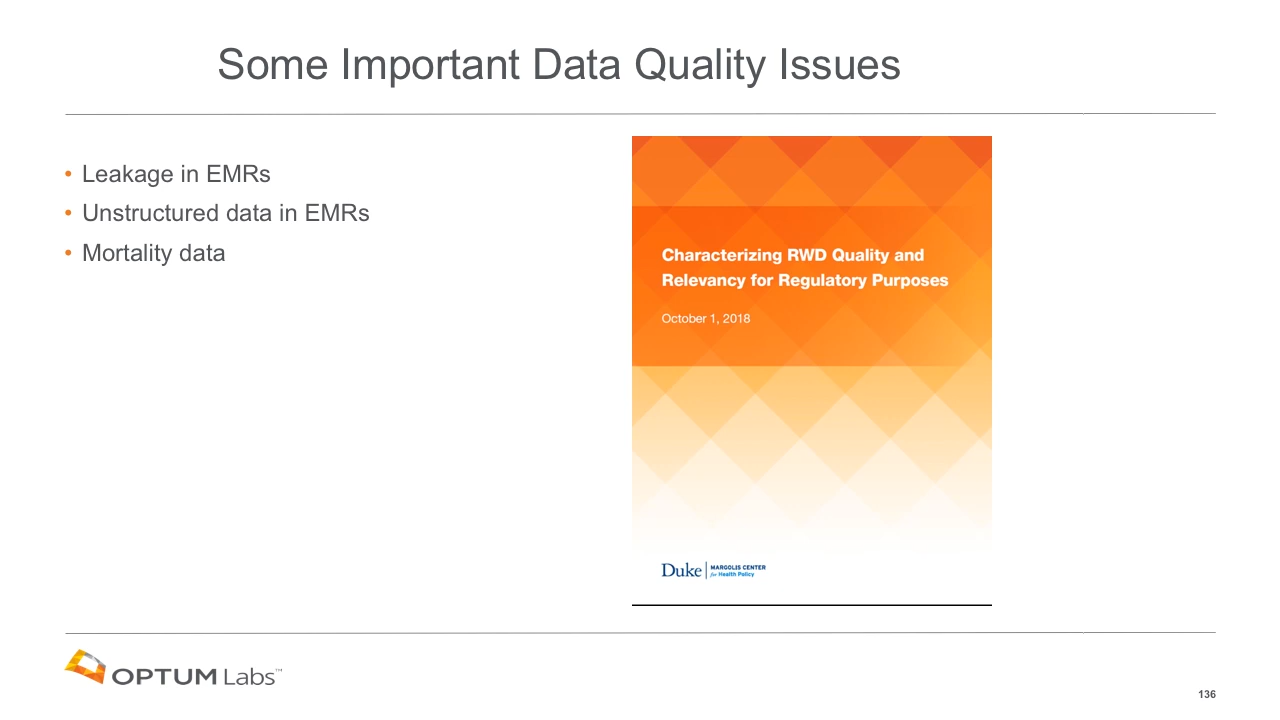 Some Important Data Quality Issues
• Leakage in EMRs
• Unstructured data in EMRs
• Mortality data
Characterizing RWD Quality and
Relevancy for Regulatory Purposes
October 1, 2018
Duke
MARGOLIS CENTER
for Health Policy
OPTUM Labs™
136